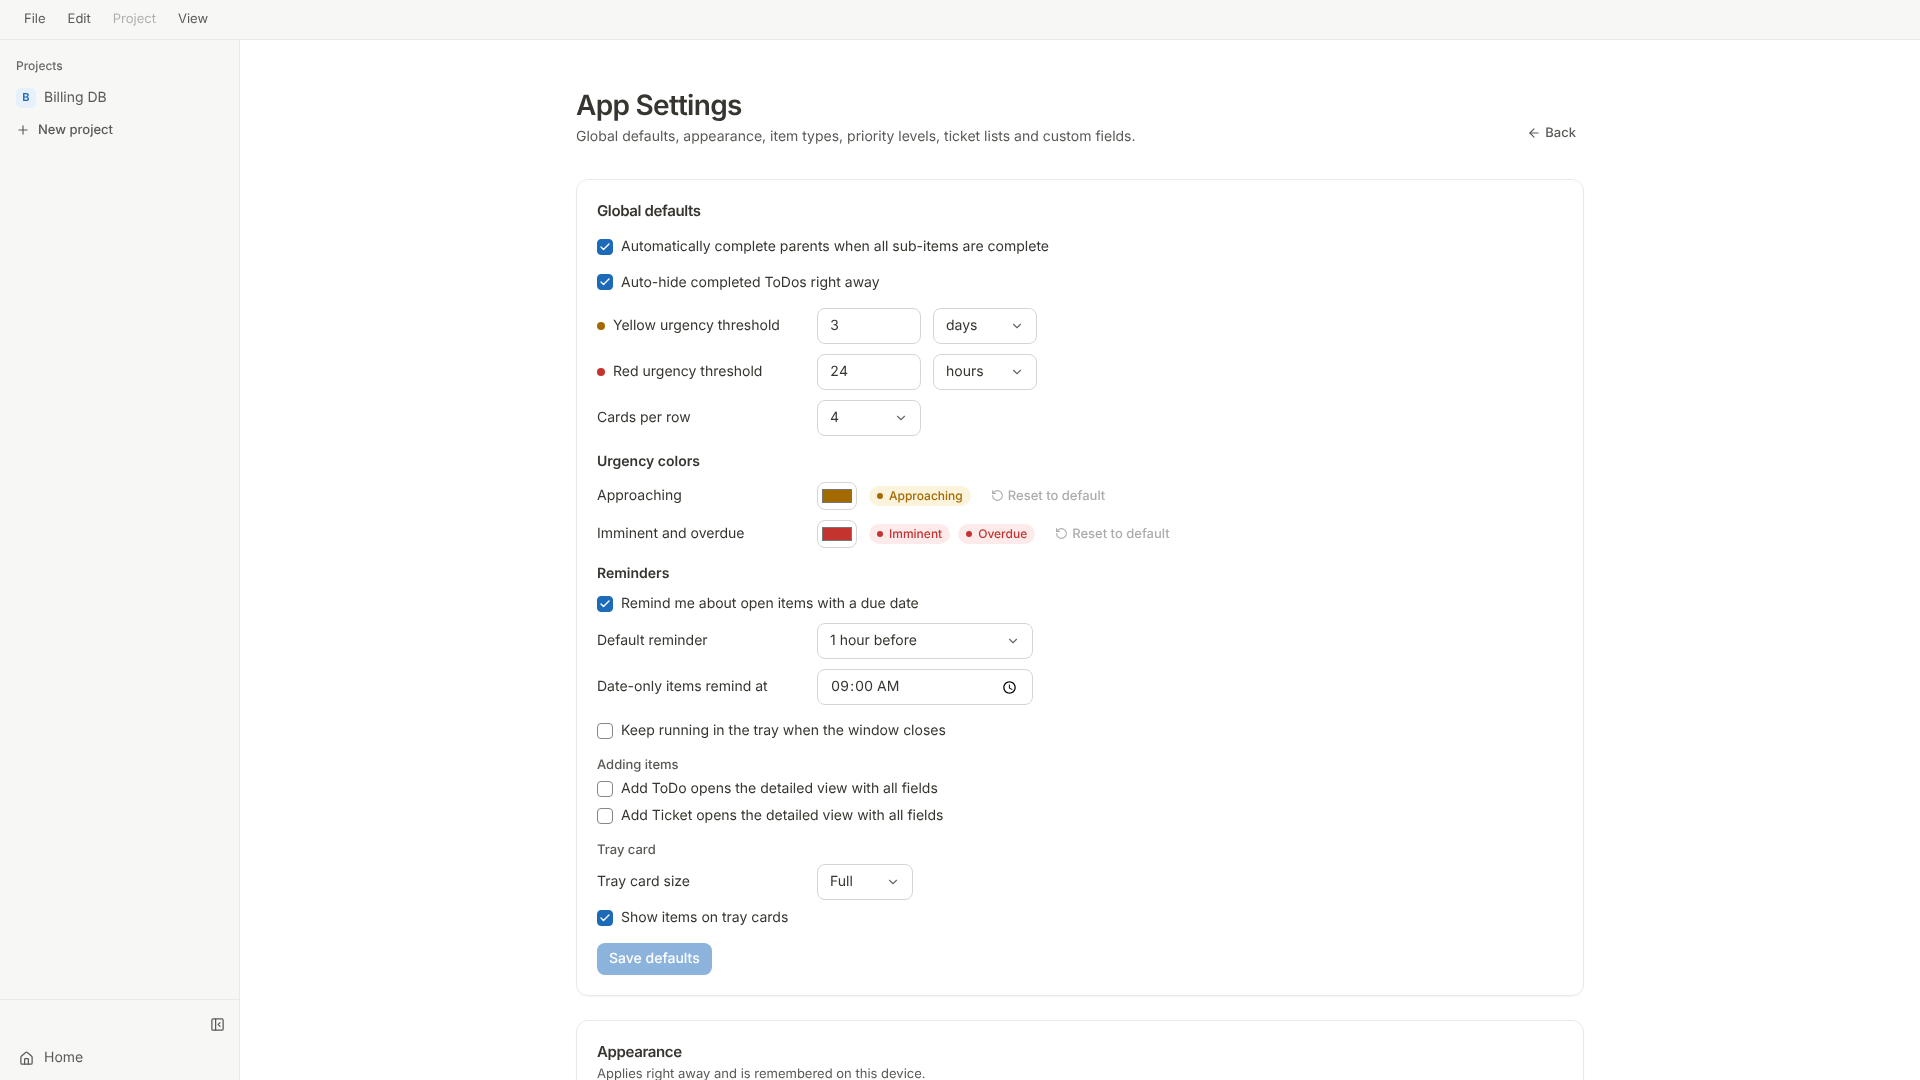 File Edit Project View
Projects
B Billing DB
New project
App Settings
Global defaults, appearance, item types, priority levels, ticket lists and custom fields.
Back
Global defaults
Automatically complete parents when all sub-items are complete
Auto-hide completed ToDos right away
Yellow urgency threshold 3 days
Red urgency threshold 24 hours
Cards per row 4
Urgency colors
Approaching Approaching Reset to default
Imminent and overdue Imminent Overdue Reset to default
Reminders
Remind me about open items with a due date
Default reminder 1 hour before
Date-only items remind at 09:00 AM
Keep running in the tray when the window closes
Adding items
Add ToDo opens the detailed view with all fields
Add Ticket opens the detailed view with all fields
Tray card
Tray card size Full
Show items on tray cards
Save defaults
Appearance
Applies right away and is remembered on this device.
Home